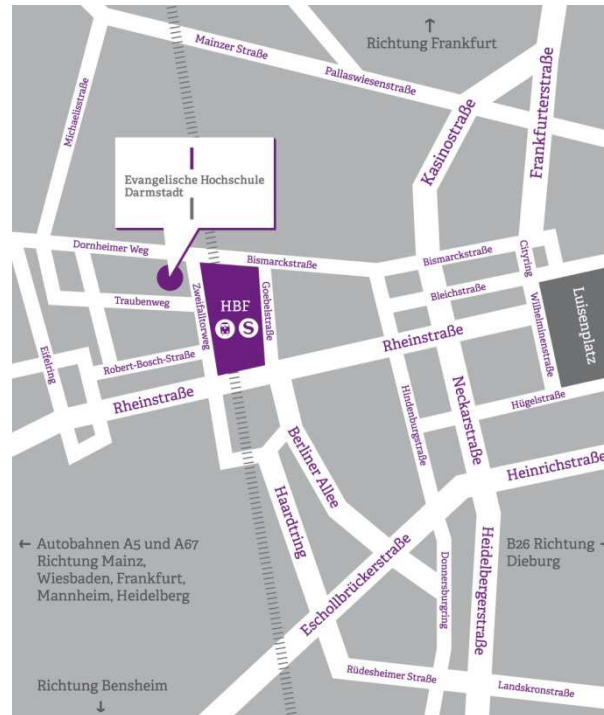 ↑
Richtung Frankfurt
Mainzer Straße
Pallaswiesenstraße
Michaelisstraße
Kasinostraße
Frankfurterstraße
Evangelische Hochschule
Darmstadt
Dornheimer Weg
Bismarckstraße
Bismarckstraße
Cityring
Traubenweg
Zweifalltorweg
HBF
S
Goebelstraße
Bleichstraße
Wilhelminenstraße
Luisenplatz
Eifelring
Robert-Bosch-Straße
Rheinstraße
Rheinstraße
Hindenburgstraße
Neckarstraße
Hügelstraße
Berliner Allee
Haardtring
Heinrichstraße
← Autobahnen A5 und A67
Richtung Mainz,
Wiesbaden, Frankfurt,
Mannheim, Heidelberg
Eschollbrückerstraße
Donnersburgring
Heidelbergerstraße
B26 Richtung →
Dieburg
Rüdesheimer Straße
Landskronstraße
Richtung Bensheim
↓